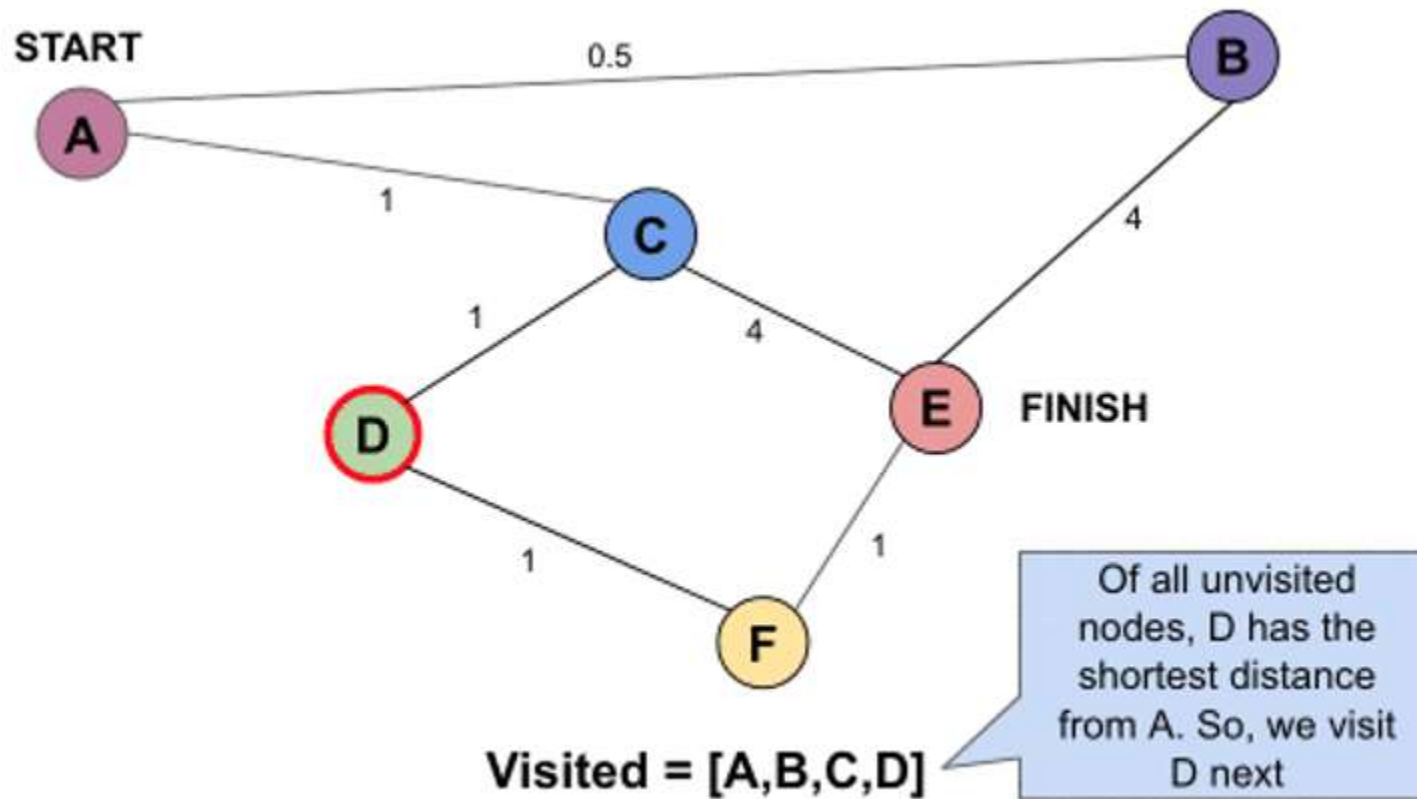 START
0.5
B
A
1
C
4
1
4
D
E
FINISH
1
1
F
Of all unvisited
nodes, D has the
shortest distance
from A. So, we visit
D next
Visited = [A,B,C,D]